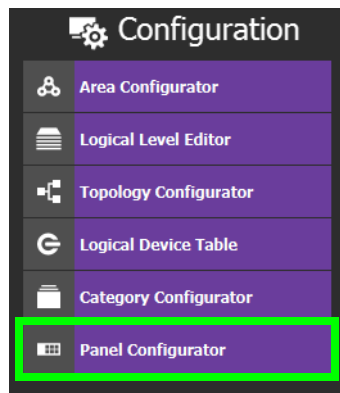 Configuration
Area Configurator
Logical Level Editor
Topology Configurator
Logical Device Table
Category Configurator
Panel Configurator